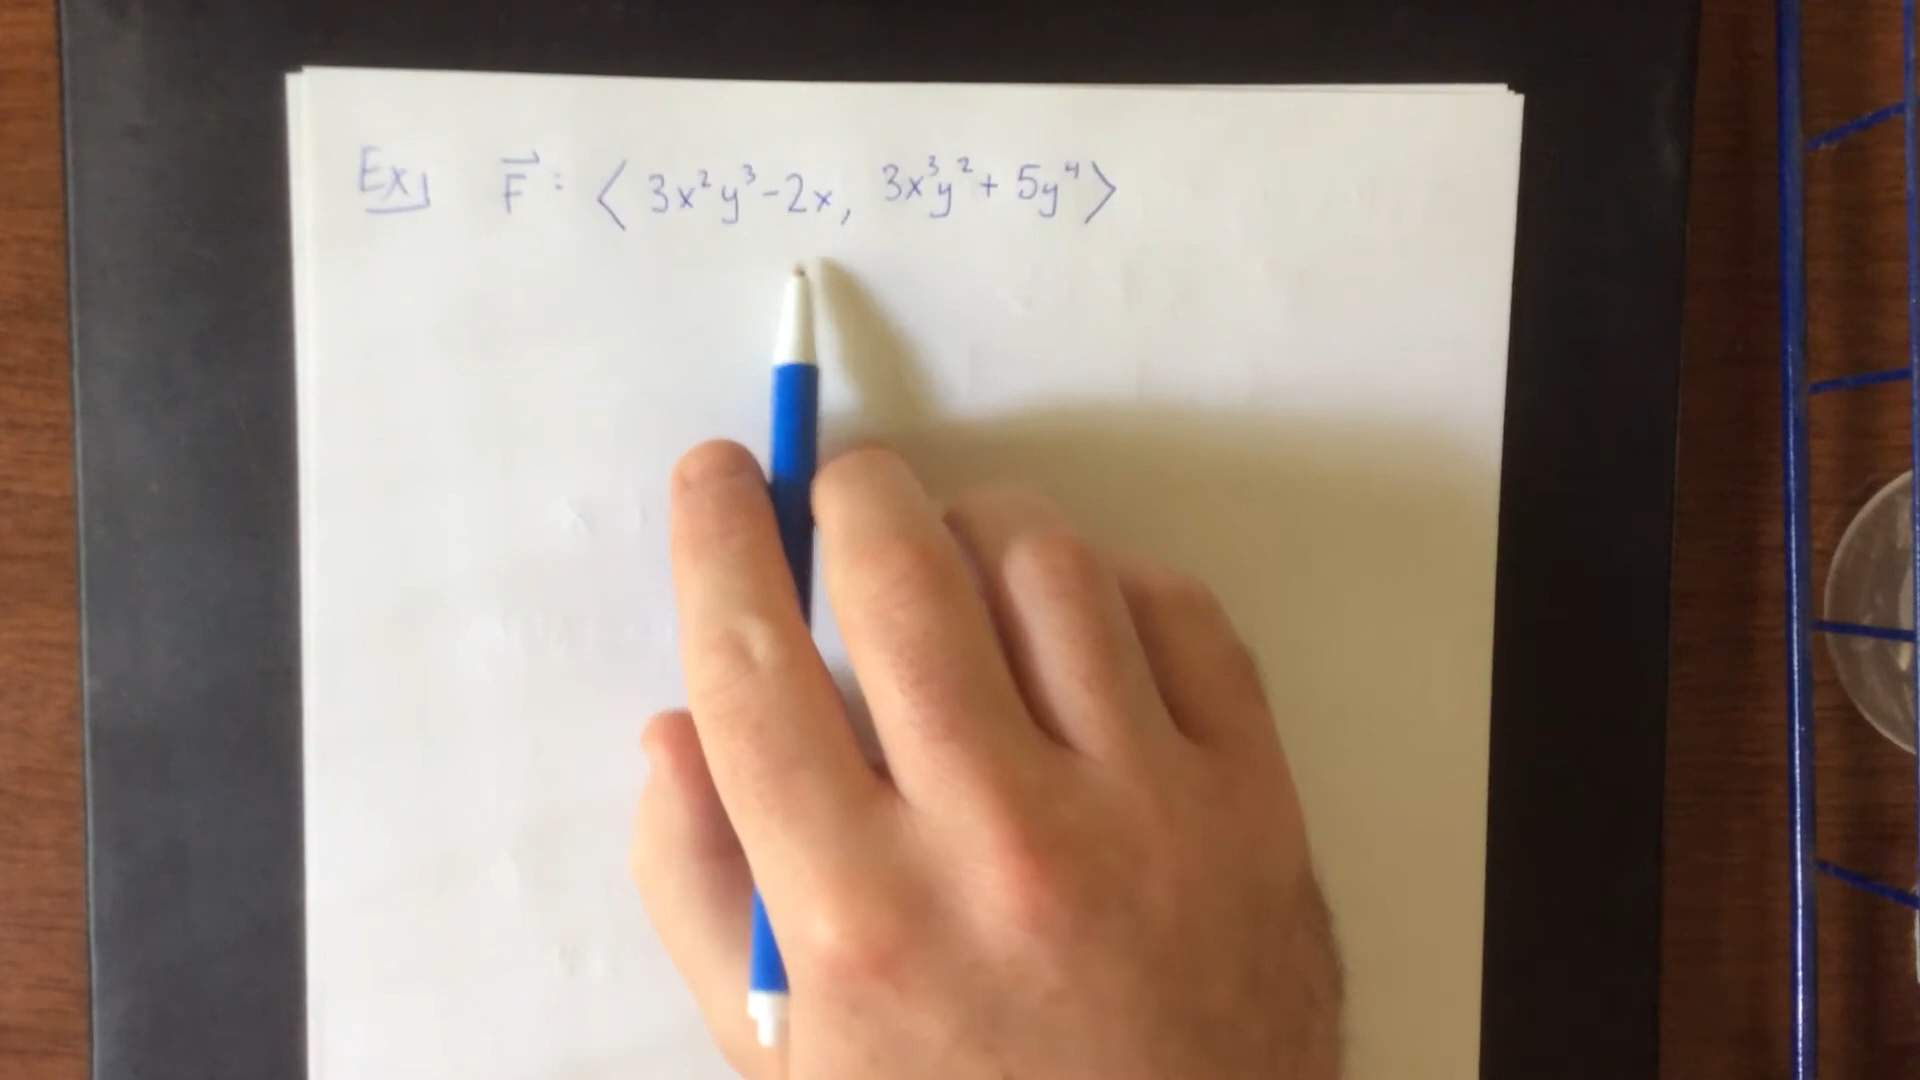 Ex) F⃗ = ⟨ 3x²y³-2x, 3x³y²+ 5y⁴⟩